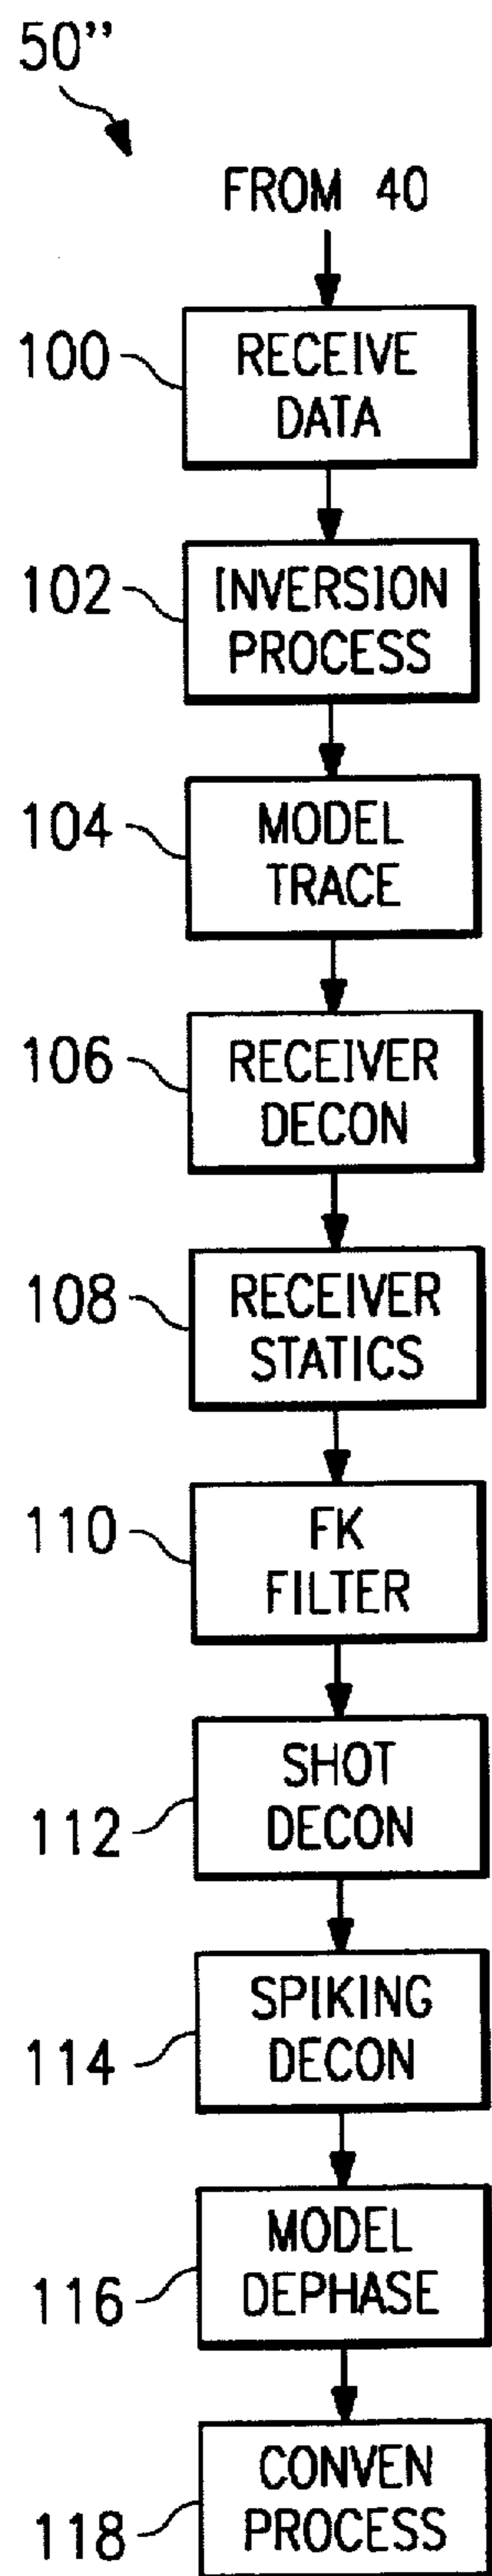 50”
FROM 40
100
RECEIVE
DATA
102
INVERSION
PROCESS
104
MODEL
TRACE
106
RECEIVER
DECON
108
RECEIVER
STATICS
110
FK
FILTER
112
SHOT
DECON
114
SPIKING
DECON
116
MODEL
DEPHASE
118
CONVEN
PROCESS